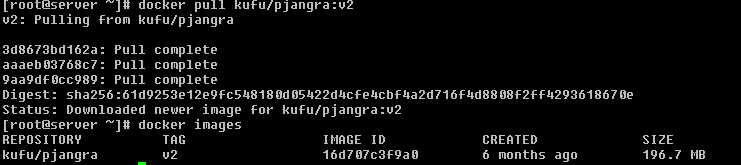 [root@server ~]# docker pull kufu/pjangra:v2
v2: Pulling from kufu/pjangra
3d8673bd162a: Pull complete
aaaeb03768c7: Pull complete
9aa9df0cc989: Pull complete
Digest: sha256:61d9253e12e9fc548180d05422d4cfe4cbf4a2d716f4d8808f2ff4293618670e
Status: Downloaded newer image for kufu/pjangra:v2
[root@server ~]# docker images
REPOSITORY TAG IMAGE ID CREATED SIZE
kufu/pjangra v2 16d707c3f9a0 6 months ago 196.7 MB